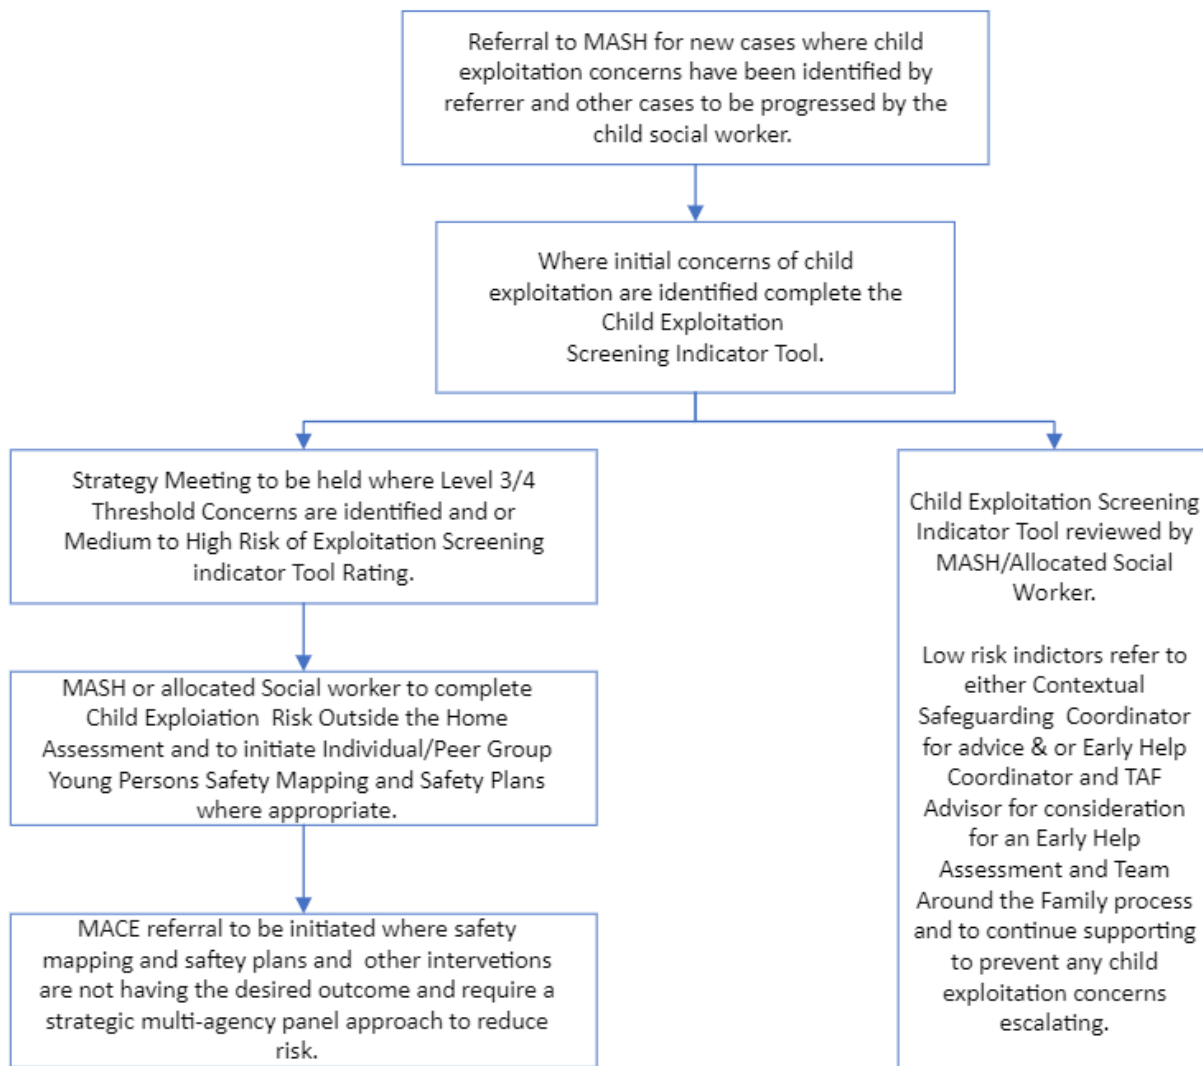 Referral to MASH for new cases where child
exploitation concerns have been identified by
referrer and other cases to be progressed by the
child social worker.
Where initial concerns of child
exploitation are identified complete the
Child Exploitation
Screening Indicator Tool.
Strategy Meeting to be held where Level 3/4
Threshold Concerns are identified and or
Medium to High Risk of Exploitation Screening
indicator Tool Rating.
MASH or allocated Social worker to complete
Child Exploiation Risk Outside the Home
Assessment and to initiate Individual/Peer Group
Young Persons Safety Mapping and Safety Plans
where appropriate.
MACE referral to be initiated where safety
mapping and saftey plans and other intervetions
are not having the desired outcome and require a
strategic multi-agency panel approach to reduce
risk.
Child Exploitation Screening
Indicator Tool reviewed by
MASH/Allocated Social
Worker.
Low risk indictors refer to
either Contextual
Safeguarding Coordinator
for advice & or Early Help
Coordinator and TAF
Advisor for consideration
for an Early Help
Assessment and Team
Around the Family process
and to continue supporting
to prevent any child
exploitation concerns
escalating.